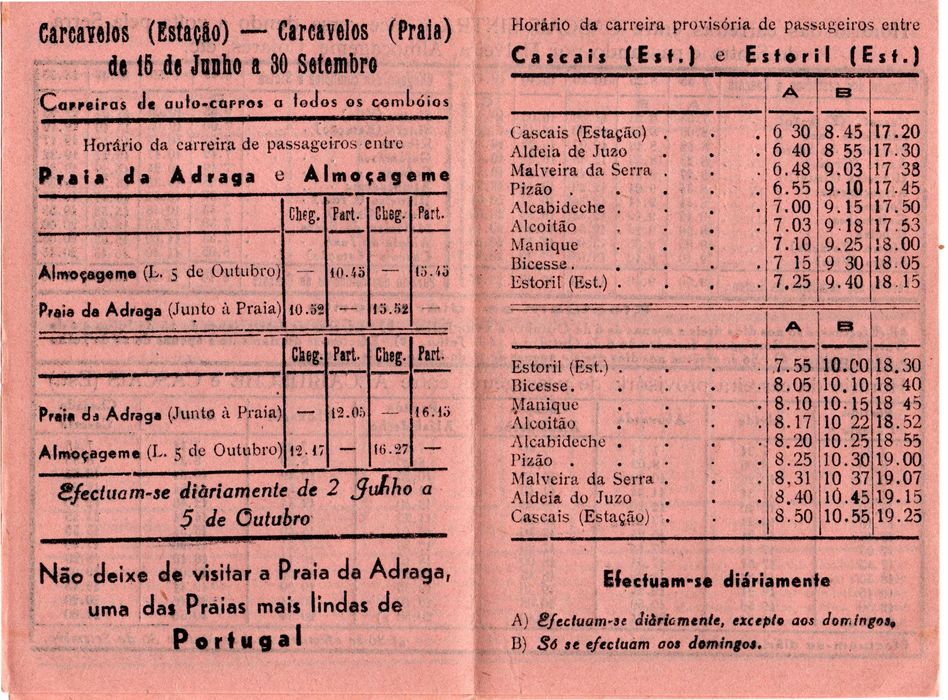 Carcavelos (Estação) — Carcavelos (Praia)
de 15 de Junho a 30 Setembro
Carreiras de auto-carros a todos os combóios
Horário da carreira de passageiros entre
Praia da Adraga e Almoçageme
Cheg. Part. Cheg. Part.
Almoçageme (L. 5 de Outubro) — 10.45 — 15.45
Praia da Adraga (Junto à Praia) 10.52 15.52
Cheg. Part. Cheg. Part.
Praia da Adraga (Junto à Praia) — 12.05 — 16.15
Almoçageme (L. 5 de Outubro) 12.17 — 16.27 —
Efectuam-se diàriamente de 2 Junho a
5 de Outubro
Não deixe de visitar a Praia da Adraga,
uma das Praias mais lindas de
Portugal
Horário da carreira provisória de passageiros entre
Cascais (Est.) e Estoril (Est.)
A B
Cascais (Estação) . . . 6 30 8.45 17.20
Aldeia de Juzo . . . 6 40 8 55 17.30
Malveira da Serra . . . 6.48 9.03 17 38
Pizão . . . . 6.55 9.10 17.45
Alcabideche . . . . 7.00 9.15 17.50
Alcoitão . . . 7.03 9 18 17.53
Manique . . . . 7.10 9.25 18.00
Bicesse . . . . 7 15 9 30 18.05
Estoril (Est.) . . . . 7.25 9.40 18.15
A B
Estoril (Est.) . . . . 7.55 10.00 18.30
Bicesse . . . . 8.05 10.10 18 40
Manique . . . . 8.10 10.15 18 45
Alcoitão . . . 8.17 10 22 18.52
Alcabideche . . . . 8.20 10.25 18 55
Pizão . . . . 8.25 10.30 19.00
Malveira da Serra . . . 8.31 10 37 19.07
Aldeia do Juzo . . . 8.40 10.45 19.15
Cascais (Estação) . . . 8.50 10.55 19.25
Efectuam-se diáriamente
A) Efectuam-se diàriamente, excepto aos domingos.
B) Só se efectuam aos domingos.